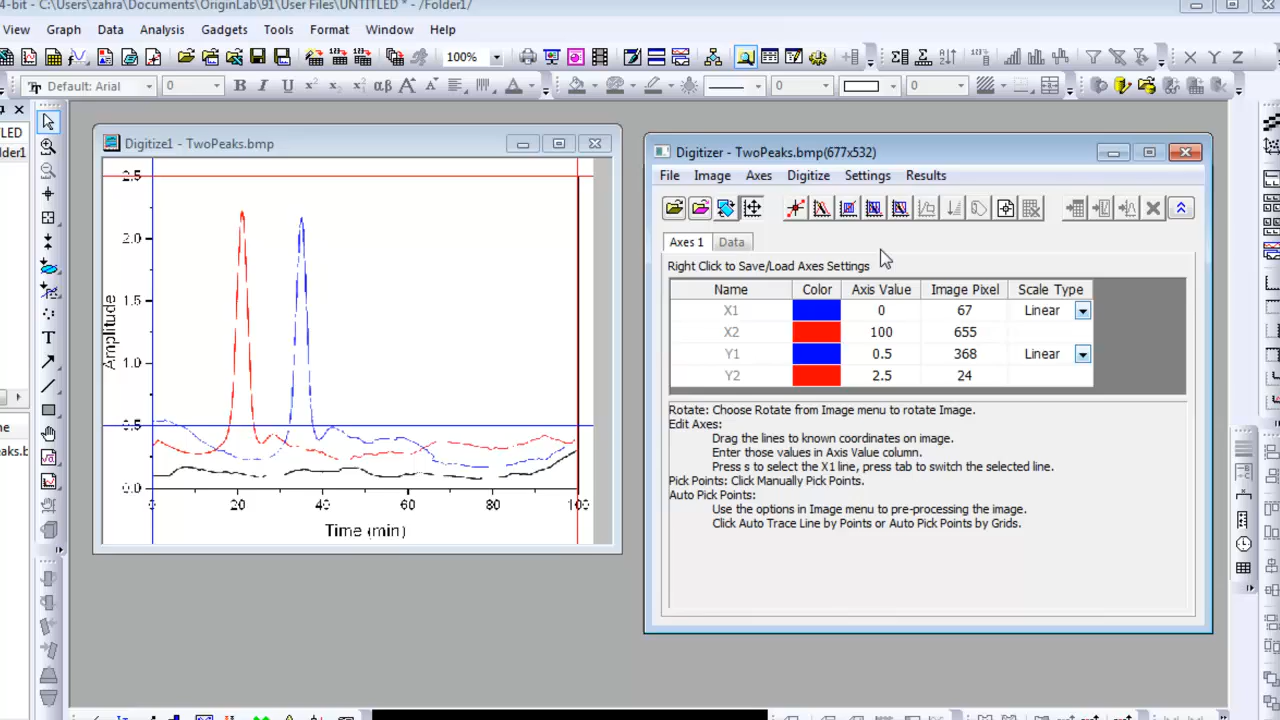 4-bit - C:\Users\zahra\Documents\OriginLab\91\User Files\UNTITLED * - /Folder1/
View Graph Data Analysis Gadgets Tools Format Window Help
100%
Default: Arial 0 B I U αβ A A 0 0
X Y Z
Digitize1 - TwoPeaks.bmp
2.5
2.0
1.5
1.0
0.5
0.0
Amplitude
0 20 40 60 80 100
Time (min)
Digitizer - TwoPeaks.bmp(677x532)
File Image Axes Digitize Settings Results
Axes 1 Data
Right Click to Save/Load Axes Settings
Name Color Axis Value Image Pixel Scale Type
X1 0 67 Linear
X2 100 655
Y1 0.5 368 Linear
Y2 2.5 24
Rotate: Choose Rotate from Image menu to rotate Image.
Edit Axes:
Drag the lines to known coordinates on image.
Enter those values in Axis Value column.
Press s to select the X1 line, press tab to switch the selected line.
Pick Points: Click Manually Pick Points.
Auto Pick Points:
Use the options in Image menu to pre-processing the image.
Click Auto Trace Line by Points or Auto Pick Points by Grids.